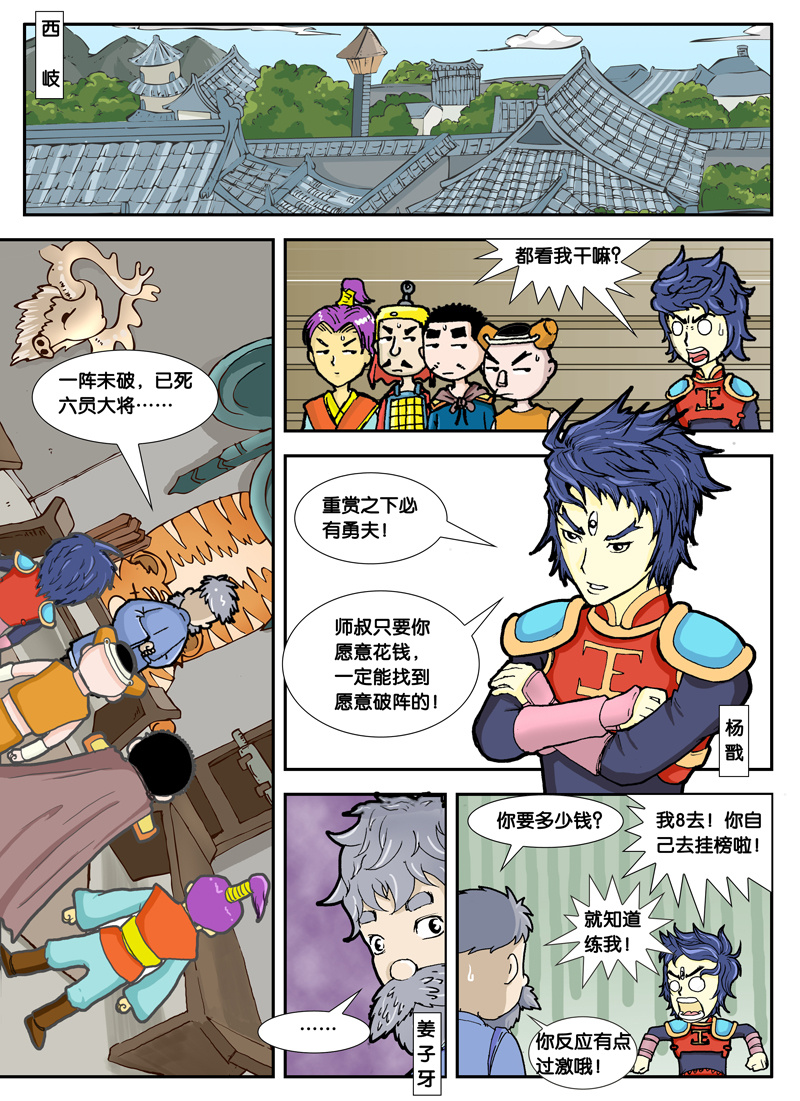 西岐
一阵未破，已死
六员大将……
都看我干嘛？
重赏之下必
有勇夫！
师叔只要你
愿意花钱，
一定能找到
愿意破阵的！
杨戬
王
……
姜子牙
你要多少钱？
我8去！你自
己去挂榜啦！
就知道
练我！
你反应有点
过激哦！